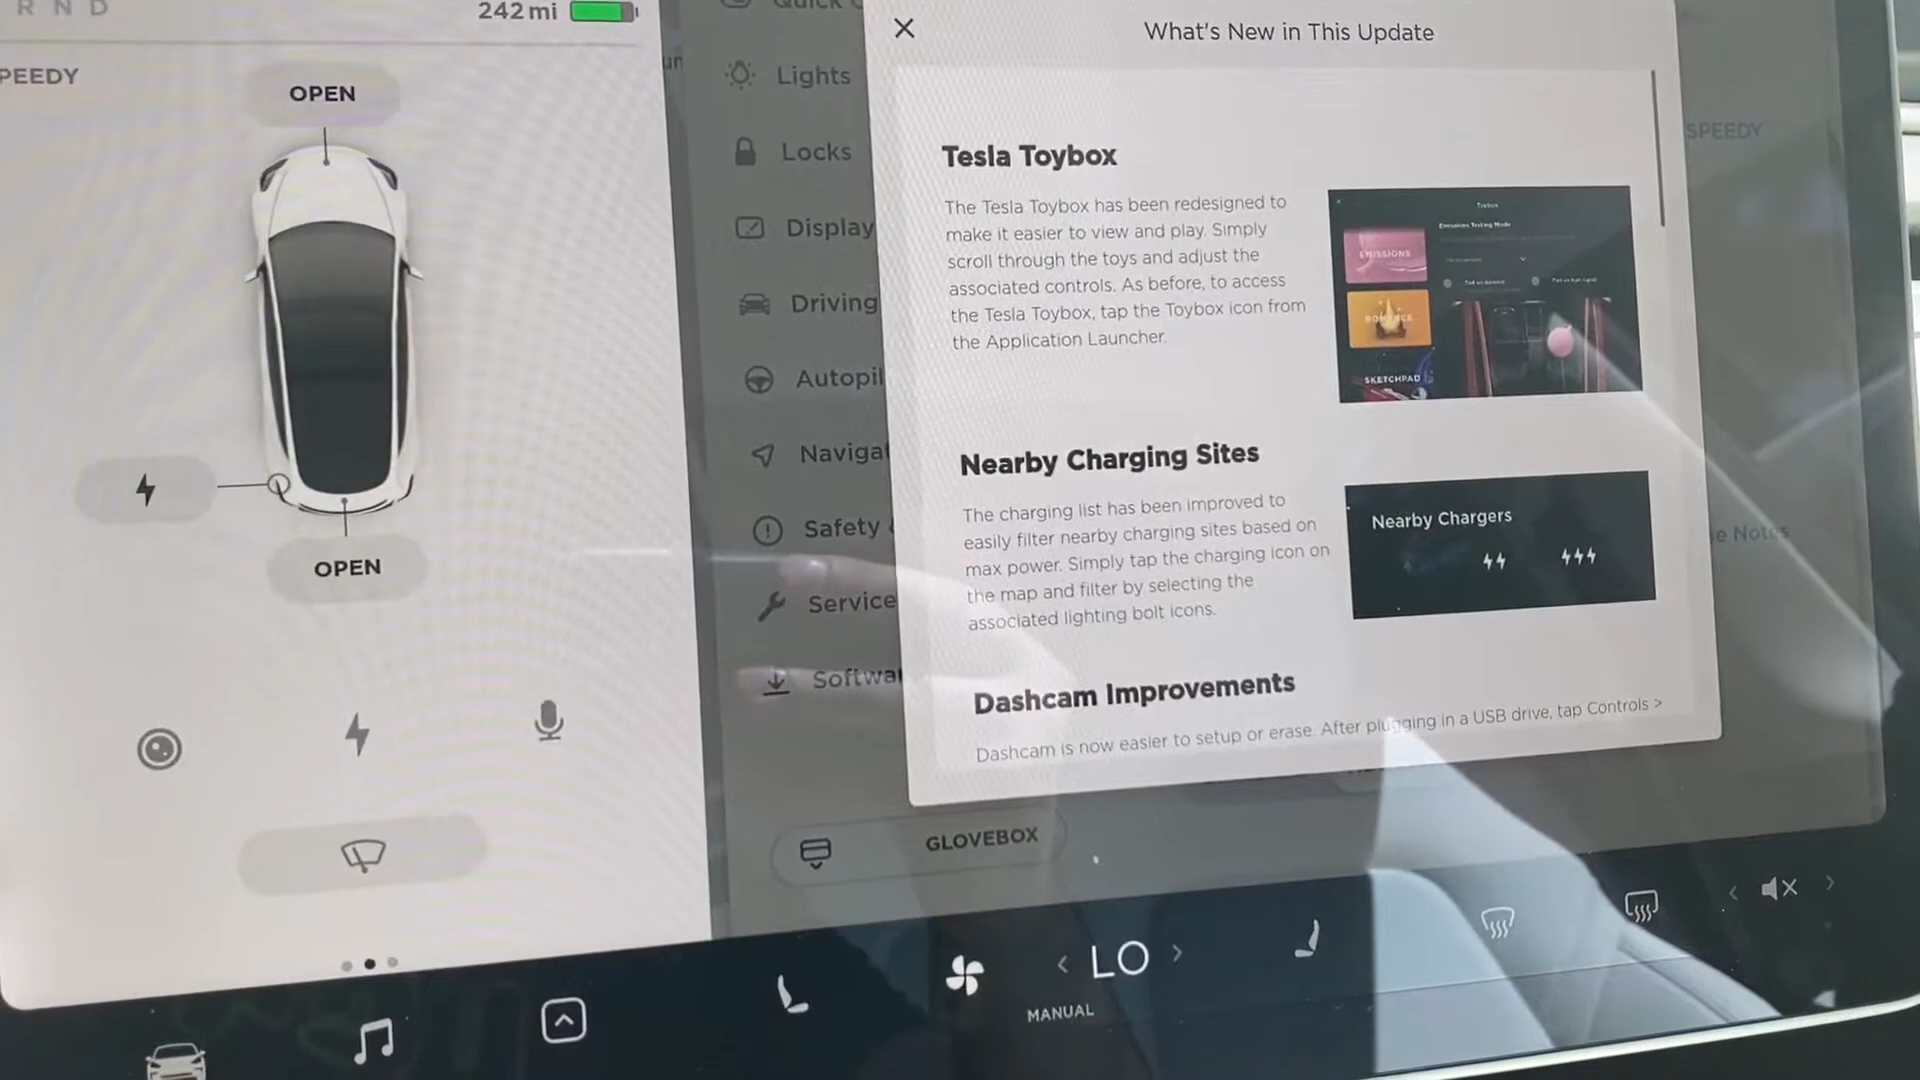 R N D
242 mi
PEEDY
OPEN
OPEN
Lights
Locks
Display
Driving
Autopil
Naviga
Safety
Service
Softwa
GLOVEBOX
What's New in This Update
Tesla Toybox
The Tesla Toybox has been redesigned to
make it easier to view and play. Simply
scroll through the toys and adjust the
associated controls. As before, to access
the Tesla Toybox, tap the Toybox icon from
the Application Launcher.
Toybox
Emissions Testing Mode
EMISSIONS
ROMANCE
SKETCHPAD
Nearby Charging Sites
The charging list has been improved to
easily filter nearby charging sites based on
max power. Simply tap the charging icon on
the map and filter by selecting the
associated lighting bolt icons.
Nearby Chargers
Dashcam Improvements
Dashcam is now easier to setup or erase. After plugging in a USB drive, tap Controls >
SPEEDY
se Notes
LO
MANUAL